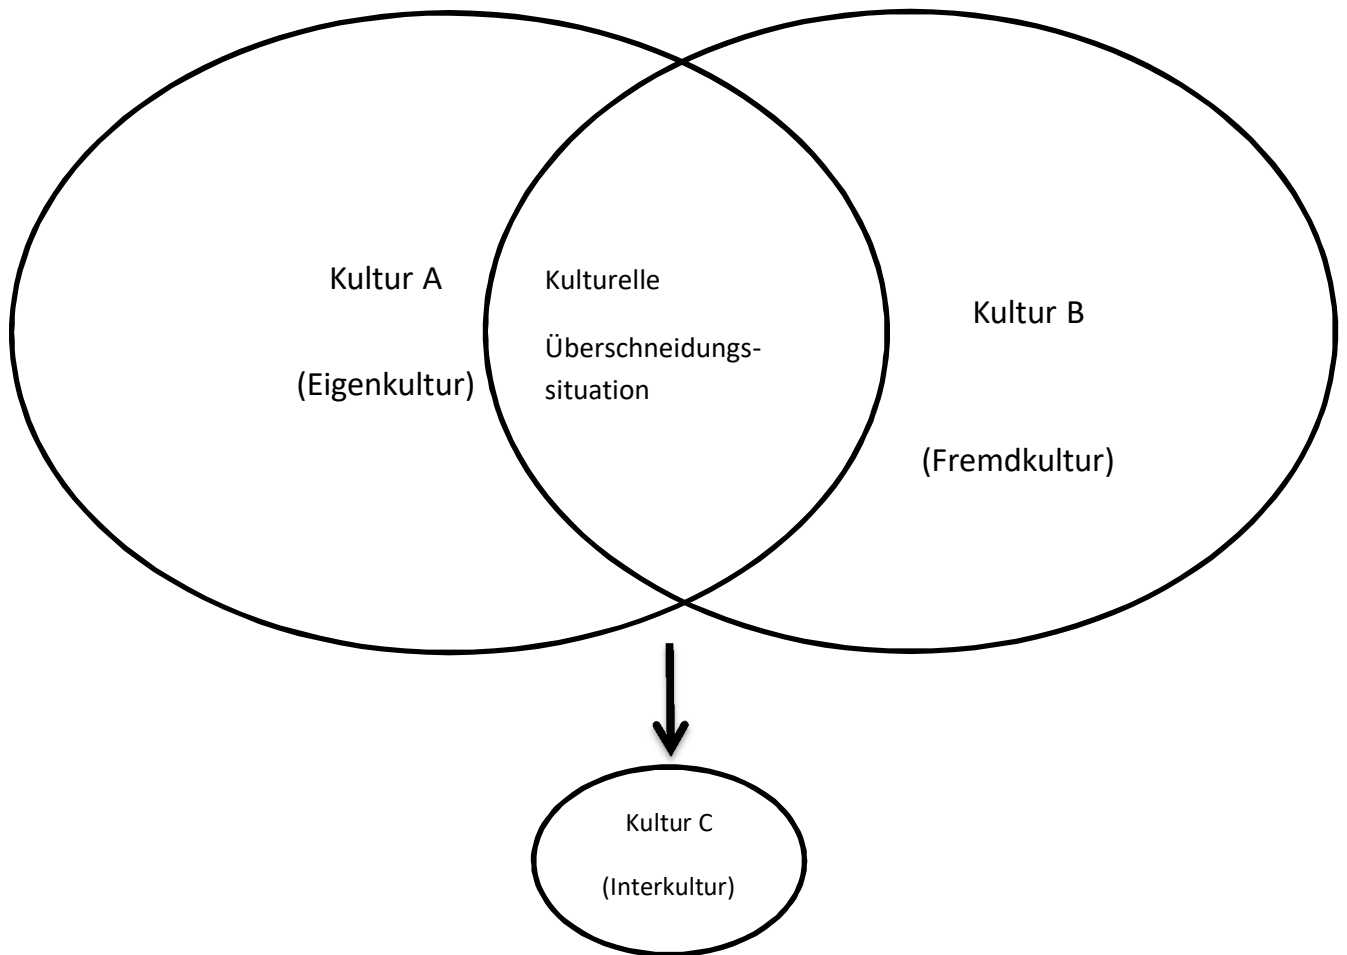 Kultur A
(Eigenkultur)
Kulturelle
Überschneidungs-
situation
Kultur B
(Fremdkultur)
Kultur C
(Interkultur)